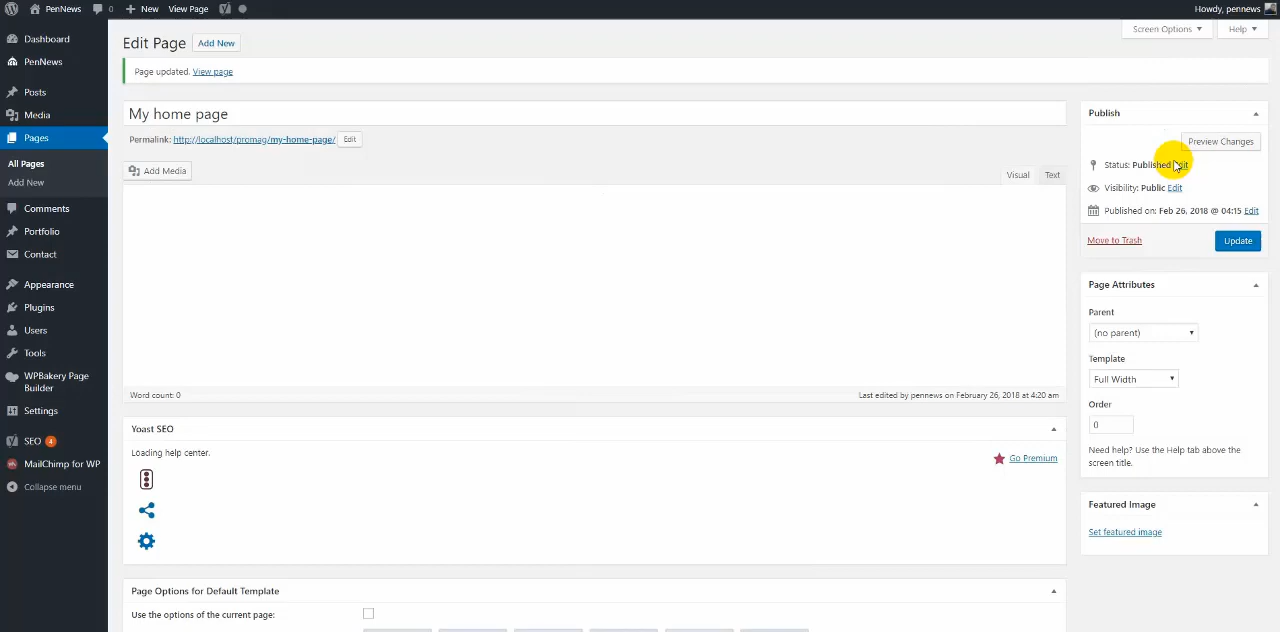 PenNews 0 New View Page Howdy, pennews
Dashboard
PenNews
Posts
Media
Pages
All Pages
Add New
Comments
Portfolio
Contact
Appearance
Plugins
Users
Tools
WPBakery Page
Builder
Settings
SEO 4
MailChimp for WP
Collapse menu
Screen Options Help
Edit Page Add New
Page updated. View page
My home page
Permalink: http://localhost/promag/my-home-page/ Edit
Add Media
Visual Text
Word count: 0 Last edited by pennews on February 26, 2018 at 4:20 am
Yoast SEO
Loading help center.
Go Premium
Page Options for Default Template
Use the options of the current page:
Publish
Preview Changes
Status: Published Edit
Visibility: Public Edit
Published on: Feb 26, 2018 @ 04:15 Edit
Move to Trash Update
Page Attributes
Parent
(no parent)
Template
Full Width
Order
0
Need help? Use the Help tab above the
screen title.
Featured Image
Set featured image